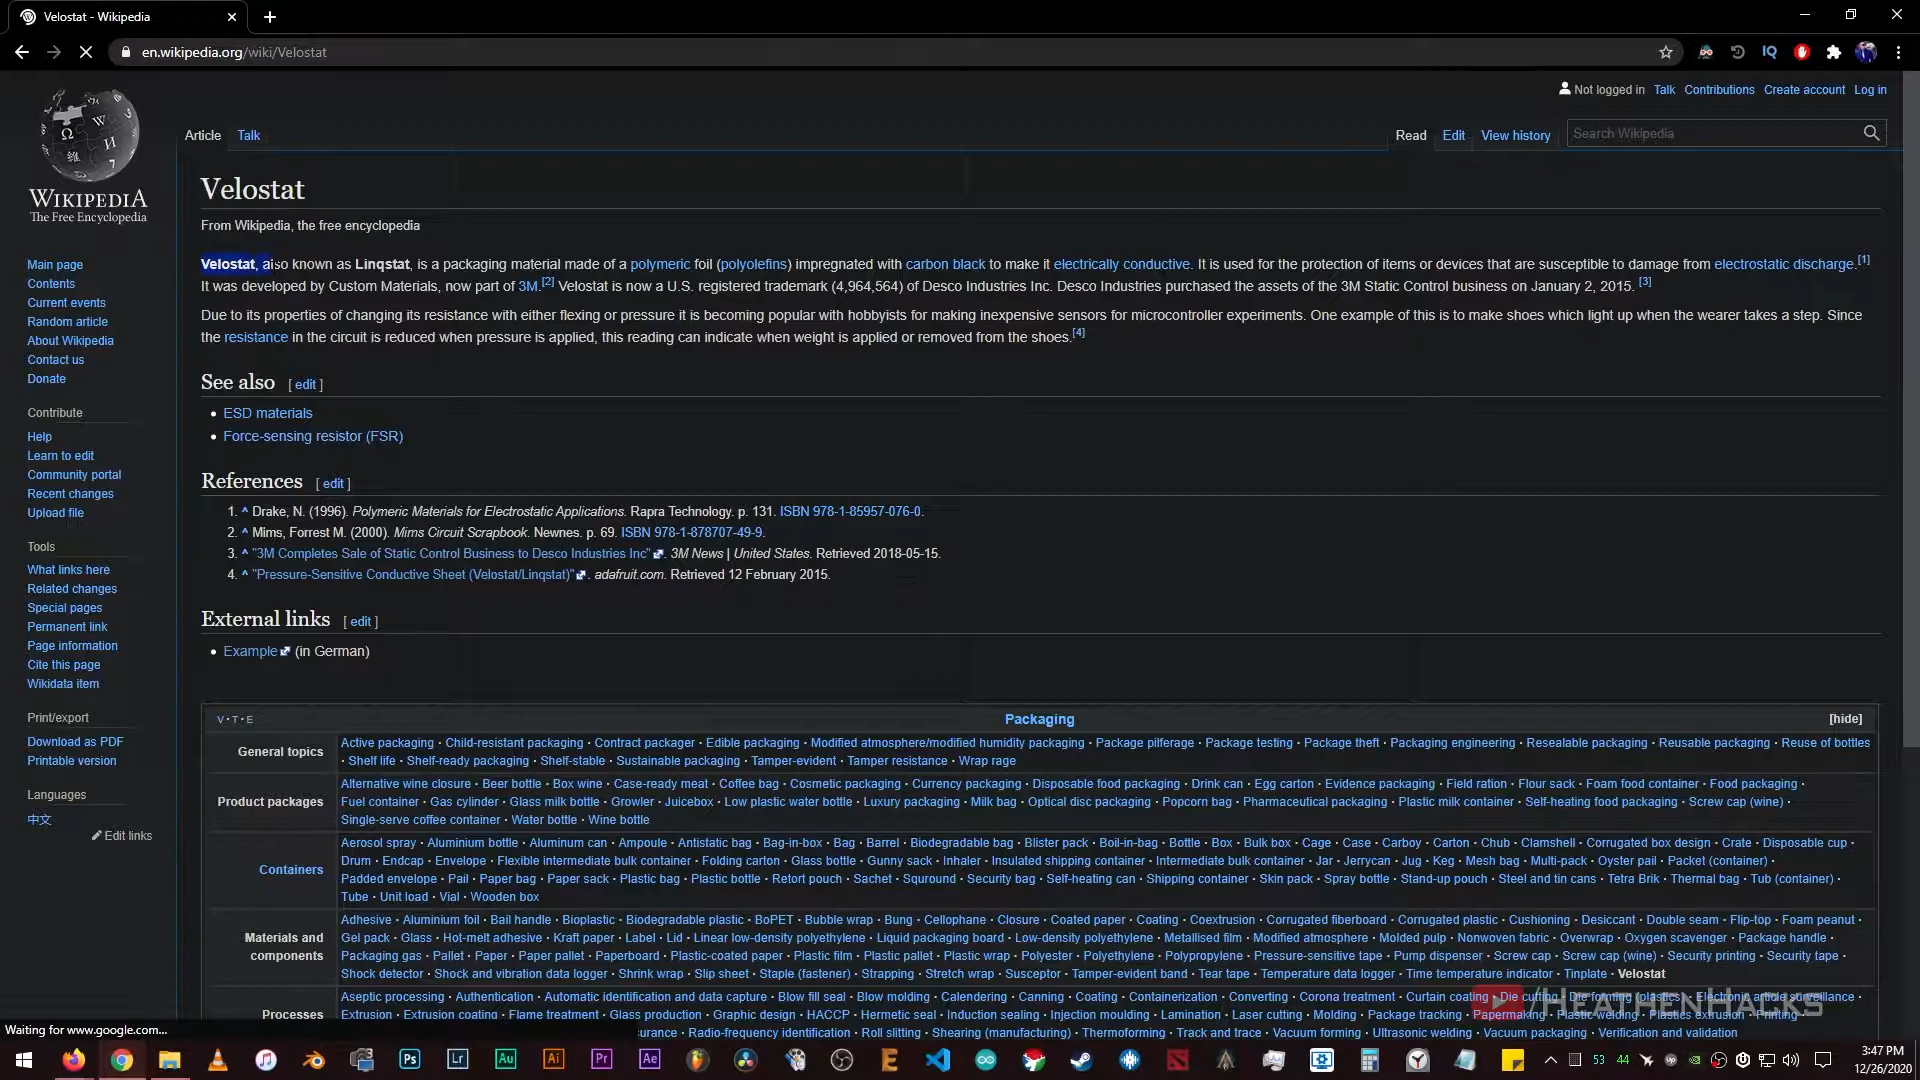 Velostat - Wikipedia
en.wikipedia.org/wiki/Velostat
Not logged in Talk Contributions Create account Log in
Article Talk Read Edit View history Search Wikipedia
WIKIPEDIA
The Free Encyclopedia
Main page
Contents
Current events
Random article
About Wikipedia
Contact us
Donate
Contribute
Help
Learn to edit
Community portal
Recent changes
Upload file
Tools
What links here
Related changes
Special pages
Permanent link
Page information
Cite this page
Wikidata item
Print/export
Download as PDF
Printable version
Languages
中文
Edit links
Velostat
From Wikipedia, the free encyclopedia
Velostat, also known as Linqstat, is a packaging material made of a polymeric foil (polyolefins) impregnated with carbon black to make it electrically conductive. It is used for the protection of items or devices that are susceptible to damage from electrostatic discharge.[1]
It was developed by Custom Materials, now part of 3M.[2] Velostat is now a U.S. registered trademark (4,964,564) of Desco Industries Inc. Desco Industries purchased the assets of the 3M Static Control business on January 2, 2015. [3]
Due to its properties of changing its resistance with either flexing or pressure it is becoming popular with hobbyists for making inexpensive sensors for microcontroller experiments. One example of this is to make shoes which light up when the wearer takes a step. Since
the resistance in the circuit is reduced when pressure is applied, this reading can indicate when weight is applied or removed from the shoes.[4]
See also [ edit ]
• ESD materials
• Force-sensing resistor (FSR)
References [ edit ]
1. ^ Drake, N. (1996). Polymeric Materials for Electrostatic Applications. Rapra Technology. p. 131. ISBN 978-1-85957-076-0.
2. ^ Mims, Forrest M. (2000). Mims Circuit Scrapbook. Newnes. p. 69. ISBN 978-1-878707-49-9.
3. ^ "3M Completes Sale of Static Control Business to Desco Industries Inc". 3M News | United States. Retrieved 2018-05-15.
4. ^ "Pressure-Sensitive Conductive Sheet (Velostat/Linqstat)". adafruit.com. Retrieved 12 February 2015.
External links [ edit ]
• Example (in German)
V·T·E Packaging [hide]
General topics
Active packaging · Child-resistant packaging · Contract packager · Edible packaging · Modified atmosphere/modified humidity packaging · Package pilferage · Package testing · Package theft · Packaging engineering · Resealable packaging · Reusable packaging · Reuse of bottles
· Shelf life · Shelf-ready packaging · Shelf-stable · Sustainable packaging · Tamper-evident · Tamper resistance · Wrap rage
Product packages
Alternative wine closure · Beer bottle · Box wine · Case-ready meat · Coffee bag · Cosmetic packaging · Currency packaging · Disposable food packaging · Drink can · Egg carton · Evidence packaging · Field ration · Flour sack · Foam food container · Food packaging ·
Fuel container · Gas cylinder · Glass milk bottle · Growler · Juicebox · Low plastic water bottle · Luxury packaging · Milk bag · Optical disc packaging · Popcorn bag · Pharmaceutical packaging · Plastic milk container · Self-heating food packaging · Screw cap (wine) ·
Single-serve coffee container · Water bottle · Wine bottle
Containers
Aerosol spray · Aluminium bottle · Aluminum can · Ampoule · Antistatic bag · Bag-in-box · Bag · Barrel · Biodegradable bag · Blister pack · Boil-in-bag · Bottle · Box · Bulk box · Cage · Case · Carboy · Carton · Chub · Clamshell · Corrugated box design · Crate · Disposable cup ·
Drum · Endcap · Envelope · Flexible intermediate bulk container · Folding carton · Glass bottle · Gunny sack · Inhaler · Insulated shipping container · Intermediate bulk container · Jar · Jerrycan · Jug · Keg · Mesh bag · Multi-pack · Oyster pail · Packet (container) ·
Padded envelope · Pail · Paper bag · Paper sack · Plastic bag · Plastic bottle · Retort pouch · Sachet · Squround · Security bag · Self-heating can · Shipping container · Skin pack · Spray bottle · Stand-up pouch · Steel and tin cans · Tetra Brik · Thermal bag · Tub (container) ·
Tube · Unit load · Vial · Wooden box
Materials and
components
Adhesive · Aluminium foil · Bail handle · Bioplastic · Biodegradable plastic · BoPET · Bubble wrap · Bung · Cellophane · Closure · Coated paper · Coating · Coextrusion · Corrugated fiberboard · Corrugated plastic · Cushioning · Desiccant · Double seam · Flip-top · Foam peanut ·
Gel pack · Glass · Hot-melt adhesive · Kraft paper · Label · Lid · Linear low-density polyethylene · Liquid packaging board · Low-density polyethylene · Metallised film · Modified atmosphere · Molded pulp · Nonwoven fabric · Overwrap · Oxygen scavenger · Package handle ·
Packaging gas · Pallet · Paper · Paper pallet · Paperboard · Plastic-coated paper · Plastic film · Plastic pallet · Plastic wrap · Polyester · Polyethylene · Polypropylene · Pressure-sensitive tape · Pump dispenser · Screw cap · Screw cap (wine) · Security printing · Security tape ·
Shock detector · Shock and vibration data logger · Shrink wrap · Slip sheet · Staple (fastener) · Strapping · Stretch wrap · Susceptor · Tamper-evident band · Tear tape · Temperature data logger · Time temperature indicator · Tinplate · Velostat
Processes
Aseptic processing · Authentication · Automatic identification and data capture · Blow fill seal · Blow molding · Calendering · Canning · Coating · Containerization · Converting · Corona treatment · Curtain coating · Die cutting · Die forming (plastics) · Electronic article surveillance ·
Extrusion · Extrusion coating · Flame treatment · Glass production · Graphic design · HACCP · Hermetic seal · Induction sealing · Injection moulding · Lamination · Laser cutting · Molding · Package tracking · Papermaking · Plastic welding · Plastics extrusion · Printing ·
urance · Radio-frequency identification · Roll slitting · Shearing (manufacturing) · Thermoforming · Track and trace · Vacuum forming · Ultrasonic welding · Vacuum packaging · Verification and validation
/HEATHENHACKS
Waiting for www.google.com...
IQ
Ps Lr Au Ai Pr Ae
53 44
3:47 PM
12/26/2020